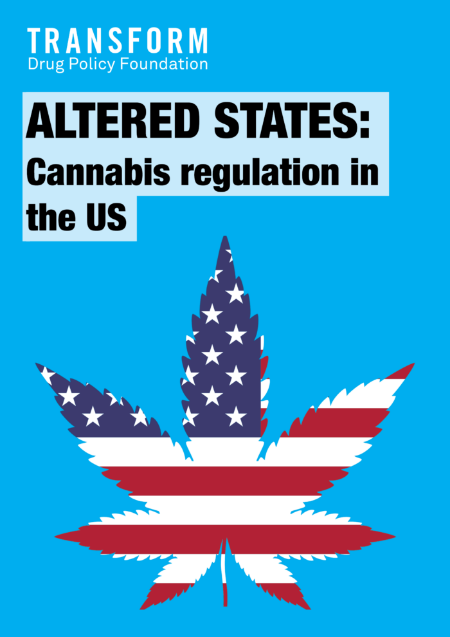 TRANSFORM
Drug Policy Foundation
ALTERED STATES:
Cannabis regulation in
the US